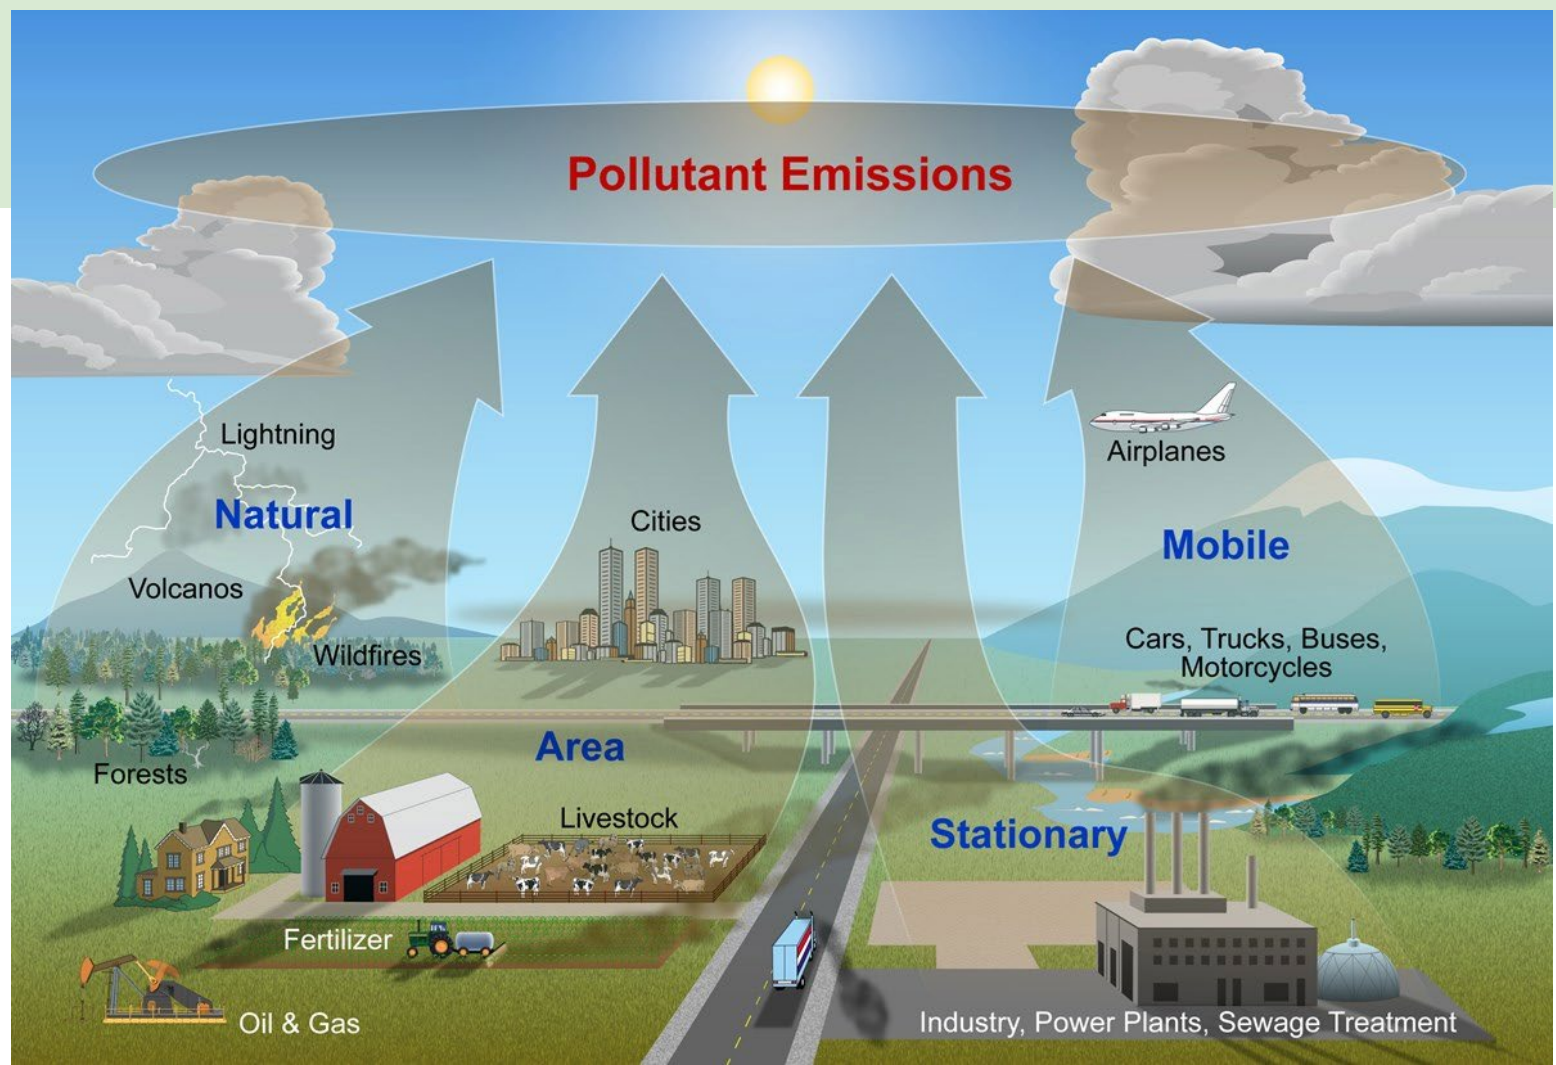 Pollutant Emissions
Lightning
Natural
Volcanos
Wildfires
Forests
Cities
Area
Livestock
Fertilizer
Oil & Gas
Airplanes
Mobile
Cars, Trucks, Buses,
Motorcycles
Stationary
Industry, Power Plants, Sewage Treatment